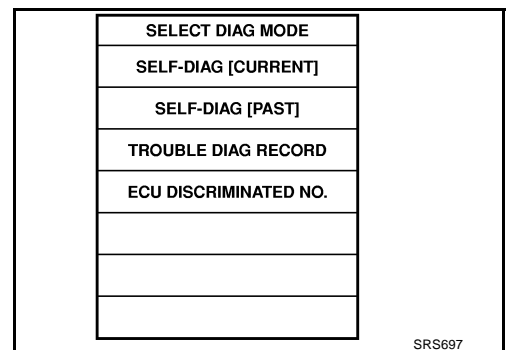 SELECT DIAG MODE
SELF-DIAG [CURRENT]
SELF-DIAG [PAST]
TROUBLE DIAG RECORD
ECU DISCRIMINATED NO.
SRS697